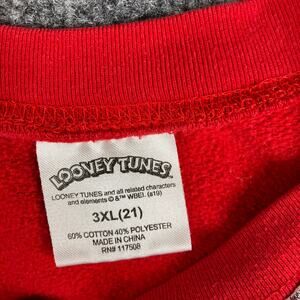 LOONEY TUNES
LOONEY TUNES and all related characters
and elements © & ™ WBEI. (s19)
3XL(21)
60% COTTON 40% POLYESTER
MADE IN CHINA
RN# 117508